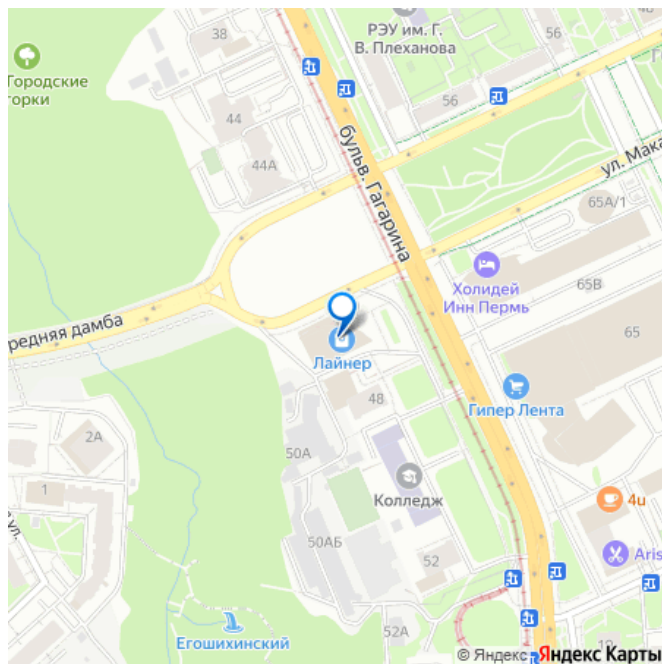 38
РЭУ им. Г.
В. Плеханова
56
56
Городские
горки
44
44А
бульв. Гагарина
ул. Мака
65А/1
Холидей
Инн Пермь
65В
65
редняя дамба
Лайнер
Гипер Лента
48
2А
50А
1
Колледж
4u
50АБ
52
Aris
Егошихинский
52А
© Яндекс Яндекс Карты